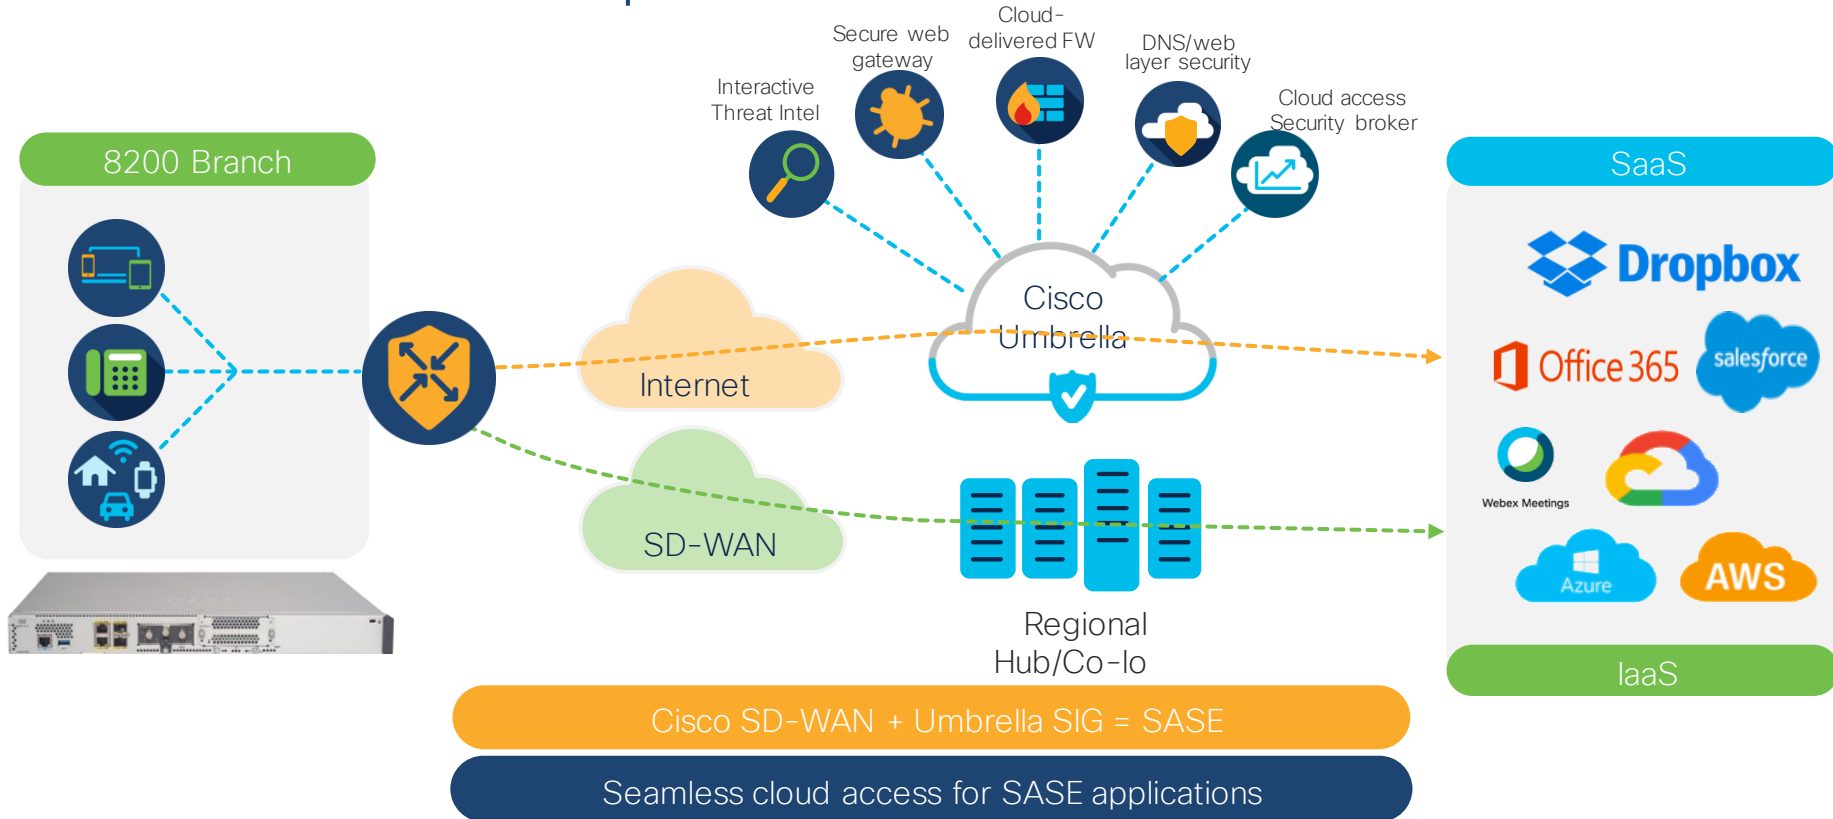 Cloud-
delivered FW
Secure web
gateway
DNS/web
layer security
Interactive
Threat Intel
Cloud access
Security broker
8200 Branch
SaaS
Dropbox
Cisco
Umbrella
Internet
Office 365
salesforce
Webex Meetings
SD-WAN
Azure
AWS
Regional
Hub/Co-lo
IaaS
Cisco SD-WAN + Umbrella SIG = SASE
Seamless cloud access for SASE applications